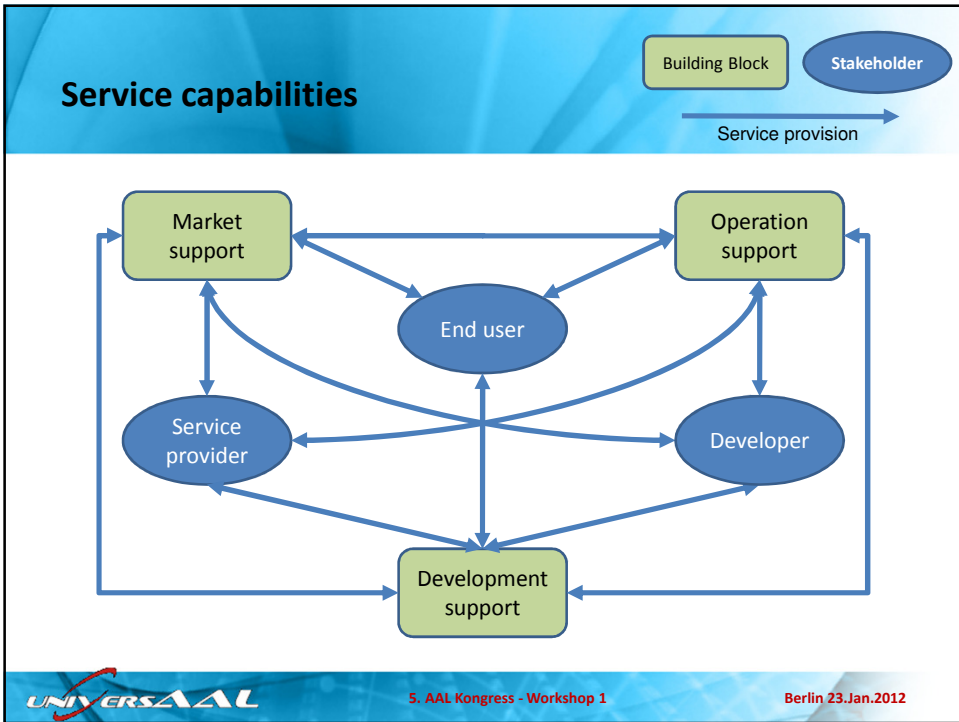 Service capabilities
Building Block
Stakeholder
Service provision
Market
support
Operation
support
End user
Service
provider
Developer
Development
support
UNIVERSAAL
5. AAL Kongress - Workshop 1
Berlin 23.Jan.2012